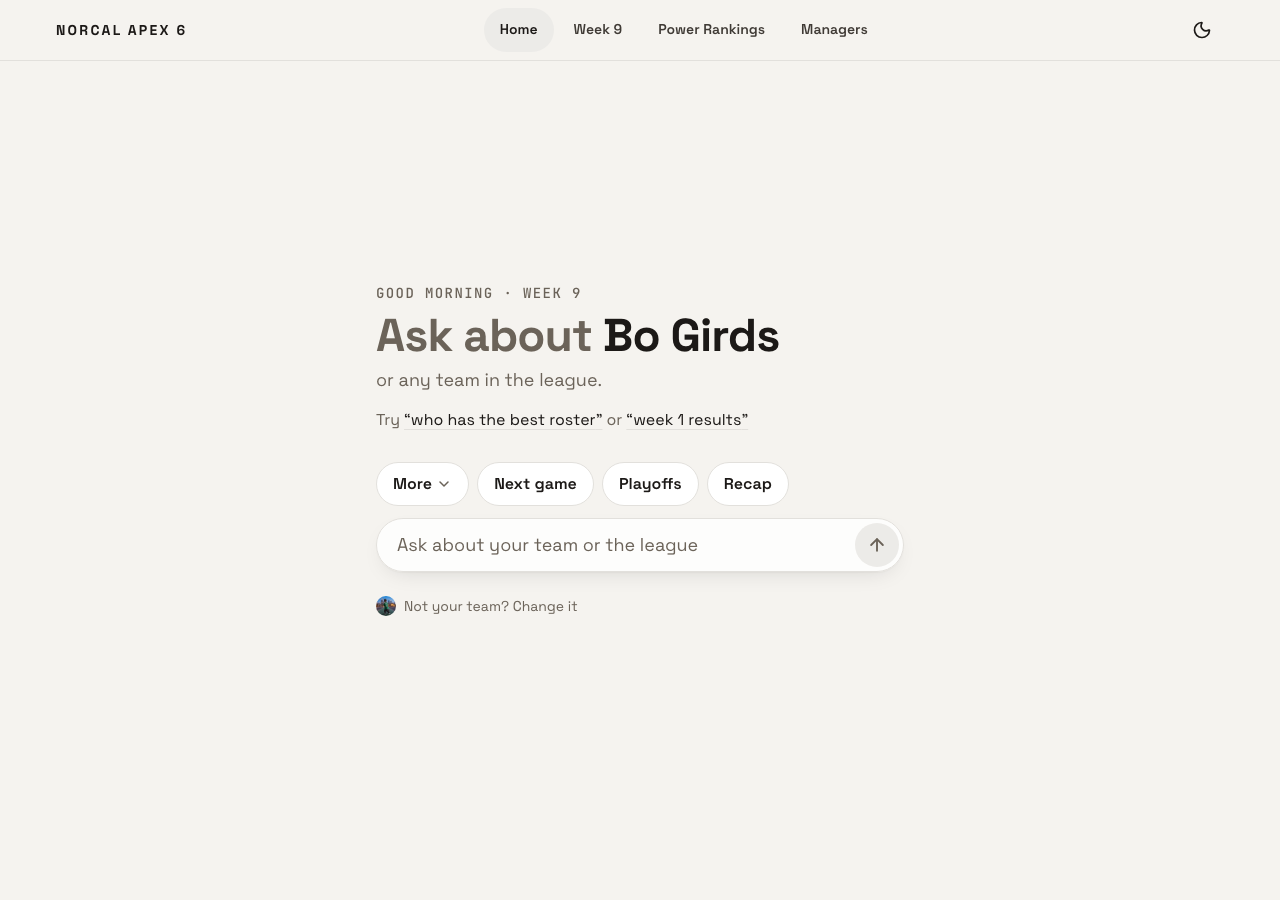 NORCAL APEX 6
Home Week 9 Power Rankings Managers
GOOD MORNING · WEEK 9
Ask about Bo Girds
or any team in the league.
Try “who has the best roster” or “week 1 results”
More Next game Playoffs Recap
Ask about your team or the league
Not your team? Change it